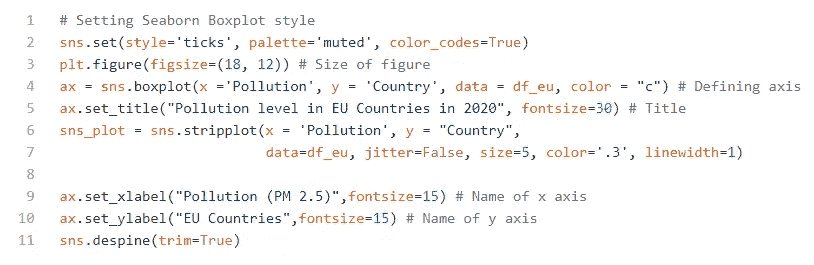 1 # Setting Seaborn Boxplot style
2 sns.set(style='ticks', palette='muted', color_codes=True)
3 plt.figure(figsize=(18, 12)) # Size of figure
4 ax = sns.boxplot(x ='Pollution', y = 'Country', data = df_eu, color = "c") # Defining axis
5 ax.set_title("Pollution level in EU Countries in 2020", fontsize=30) # Title
6 sns_plot = sns.stripplot(x = 'Pollution', y = "Country",
7                          data=df_eu, jitter=False, size=5, color='.3', linewidth=1)
8
9 ax.set_xlabel("Pollution (PM 2.5)",fontsize=15) # Name of x axis
10 ax.set_ylabel("EU Countries",fontsize=15) # Name of y axis
11 sns.despine(trim=True)